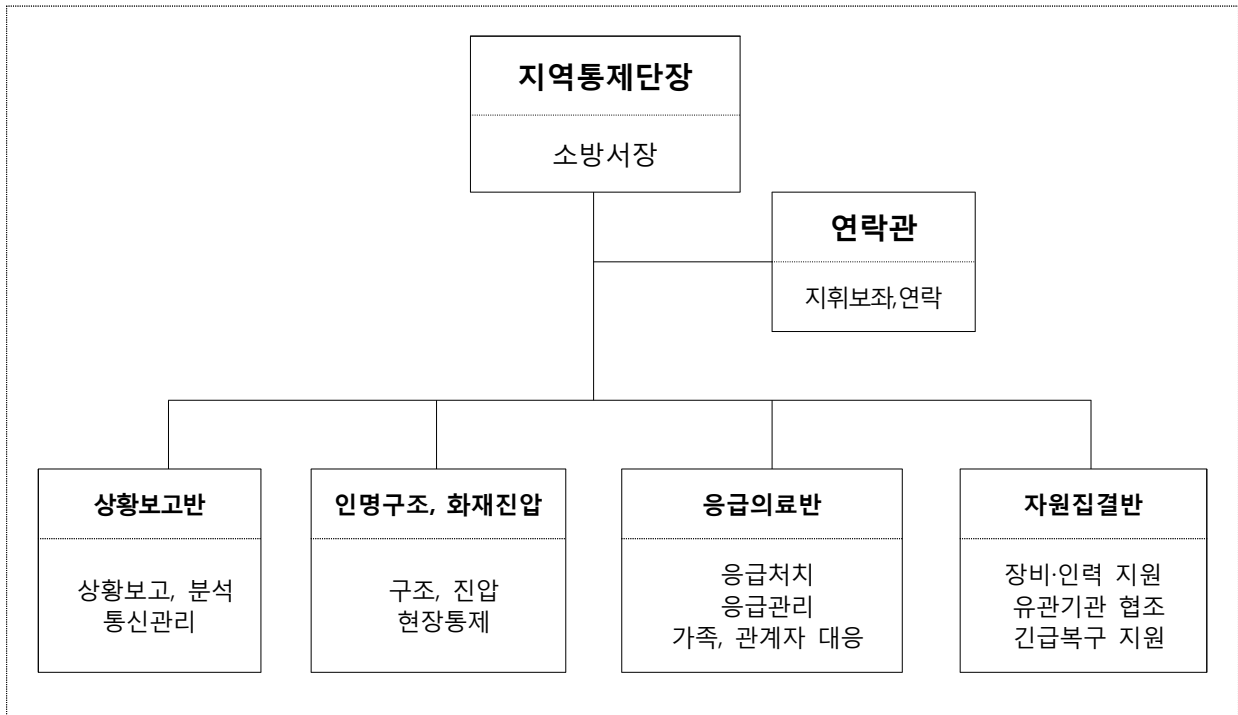 지역통제단장
소방서장
연락관
지휘보좌,연락
상황보고반
상황보고, 분석
통신관리
인명구조, 화재진압
구조, 진압
현장통제
응급의료반
응급처치
응급관리
가족, 관계자 대응
자원집결반
장비·인력 지원
유관기관 협조
긴급복구 지원